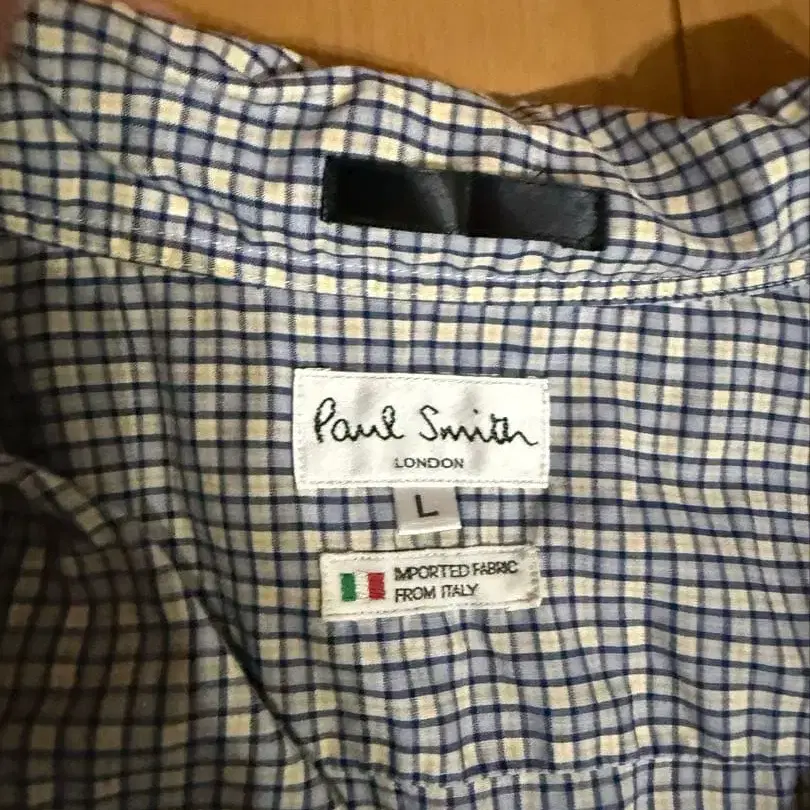 Paul Smith
LONDON
L
IMPORTED FABRIC
FROM ITALY